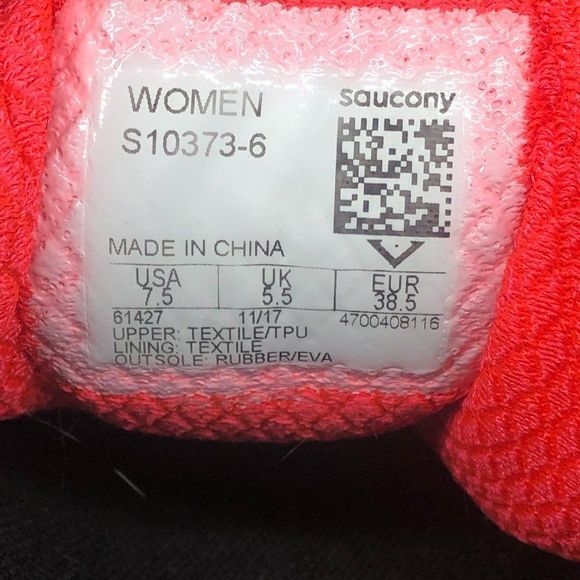 WOMEN
saucony
S10373-6
MADE IN CHINA
USA UK EUR
7.5 5.5 38.5
61427 11/17 4700408116
UPPER: TEXTILE/TPU
LINING: TEXTILE
OUTSOLE: RUBBER/EVA